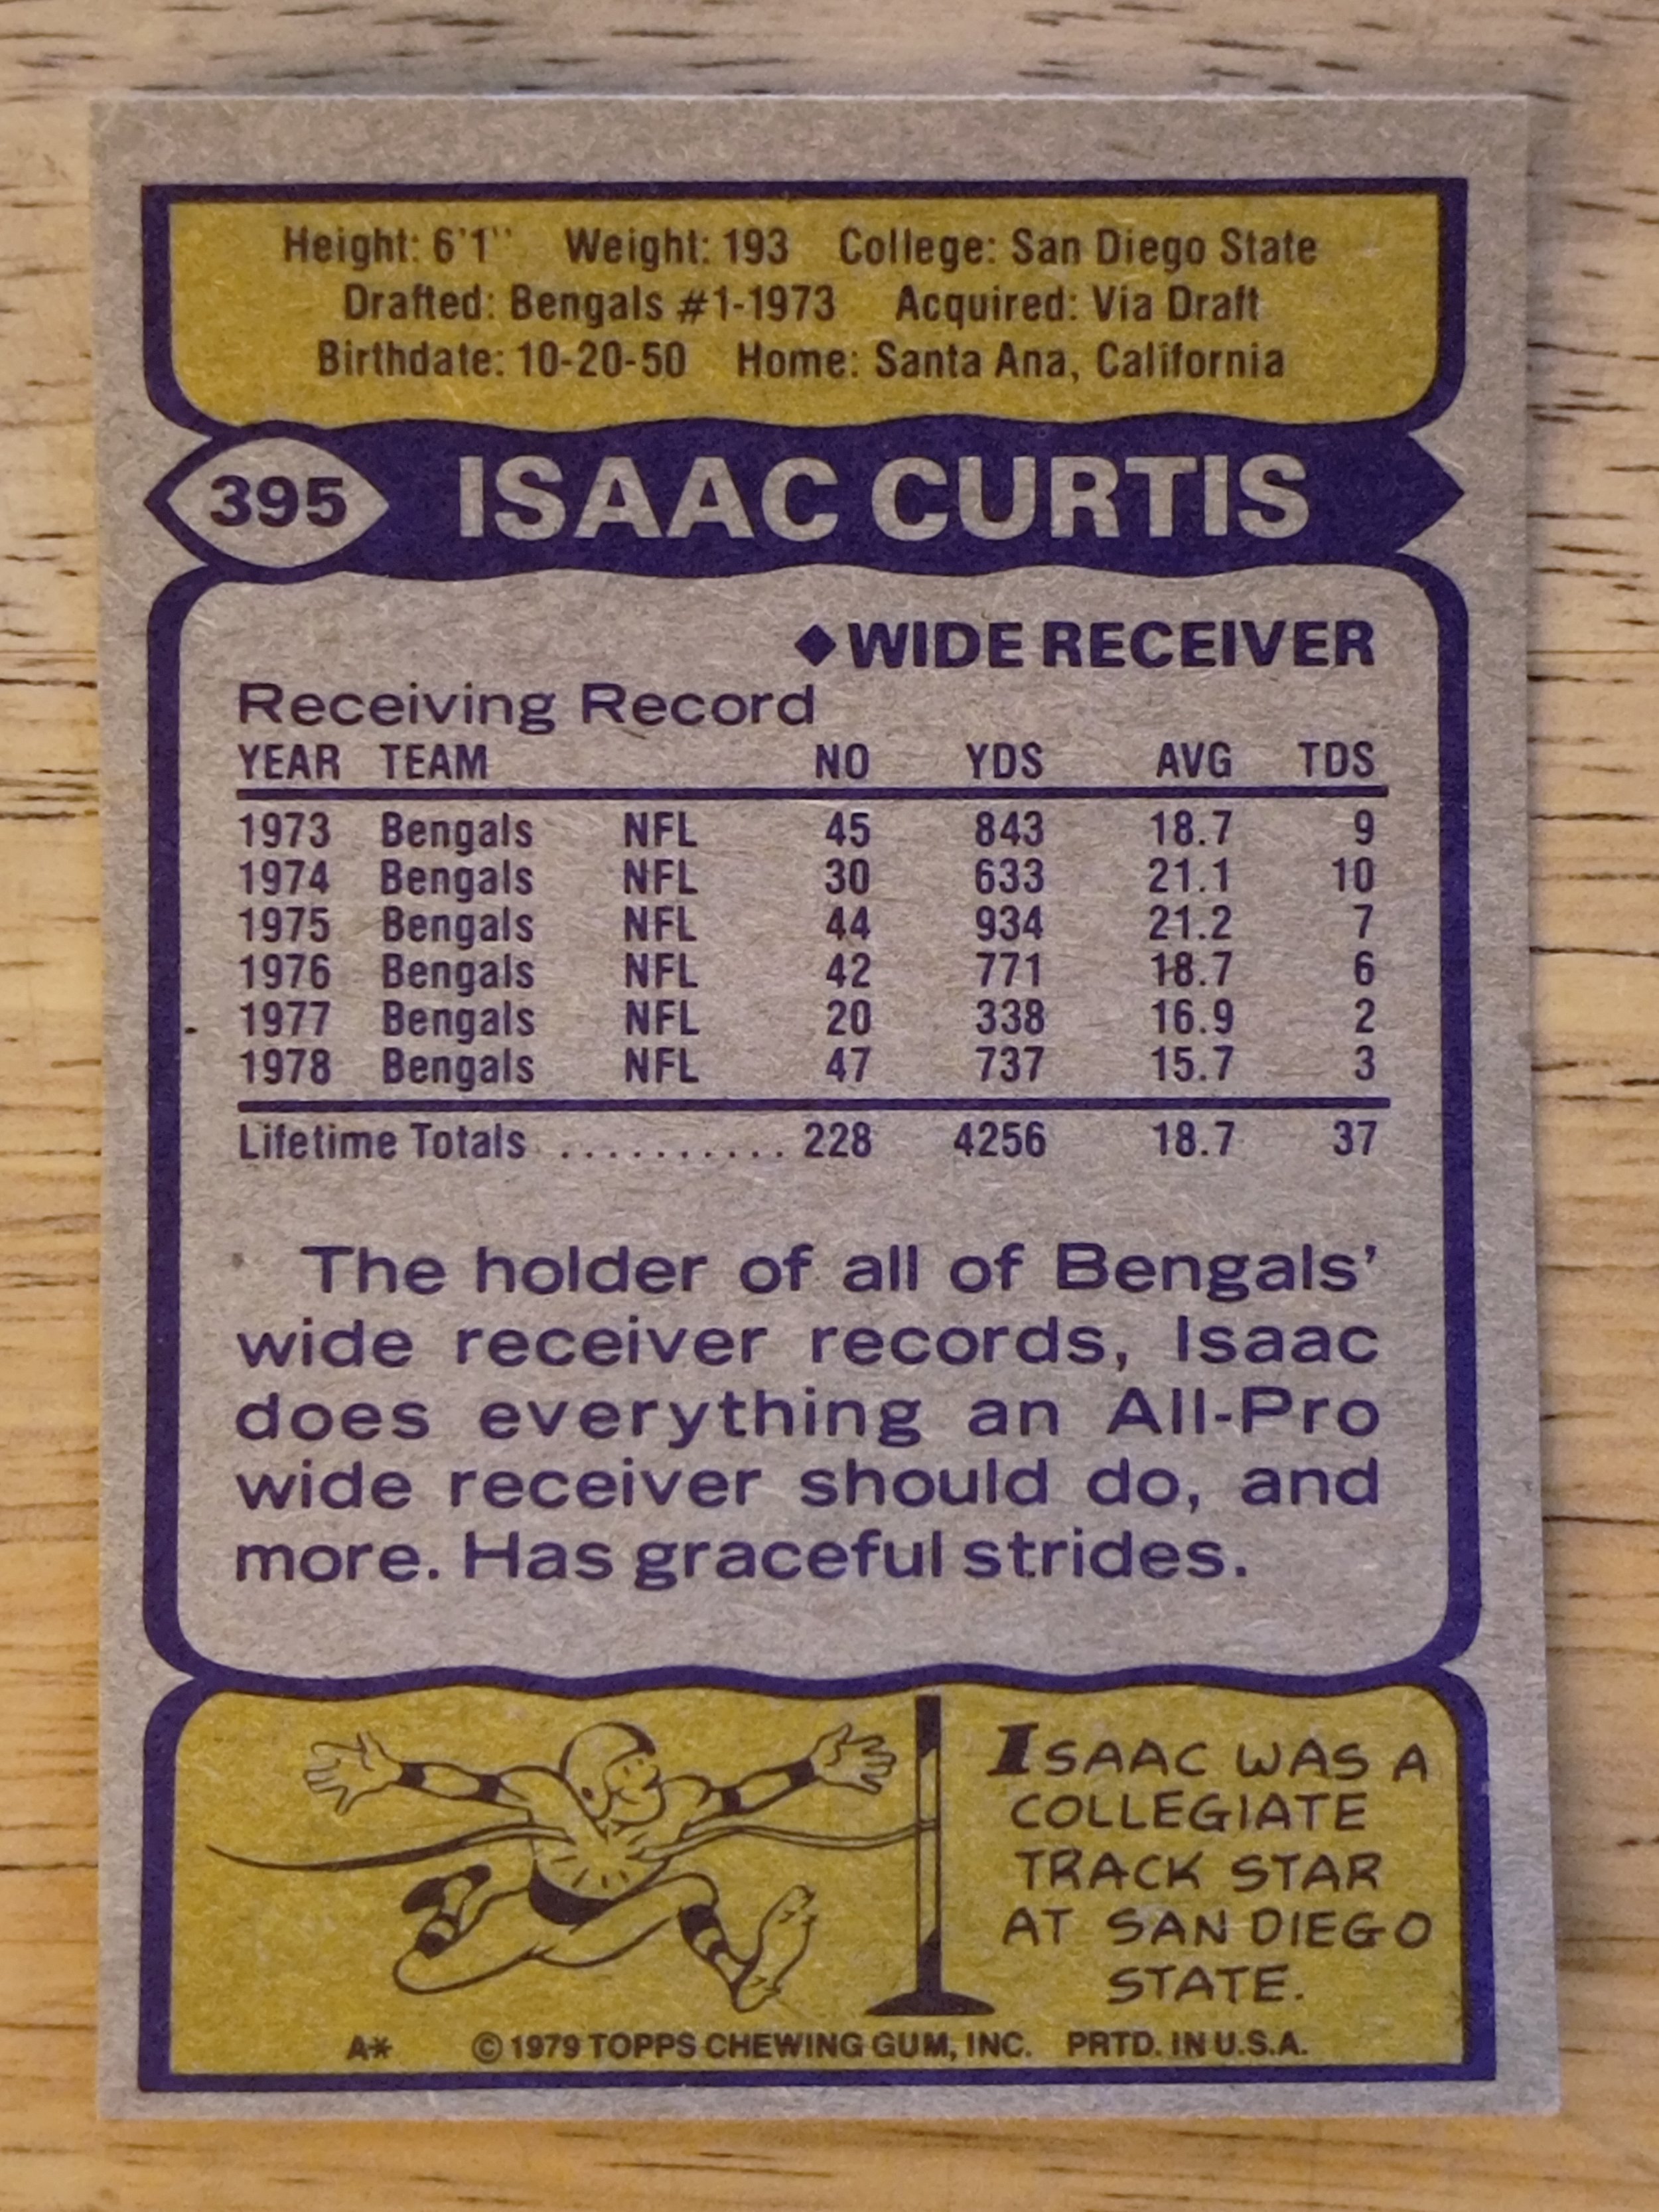 Height: 6'1'' Weight: 193 College: San Diego State
Drafted: Bengals #1-1973 Acquired: Via Draft
Birthdate: 10-20-50 Home: Santa Ana, California
395 ISAAC CURTIS
◆WIDE RECEIVER
Receiving Record
YEAR TEAM NO YDS AVG TDS
1973 Bengals NFL 45 843 18.7 9
1974 Bengals NFL 30 633 21.1 10
1975 Bengals NFL 44 934 21.2 7
1976 Bengals NFL 42 771 18.7 6
1977 Bengals NFL 20 338 16.9 2
1978 Bengals NFL 47 737 15.7 3
Lifetime Totals .......... 228 4256 18.7 37
The holder of all of Bengals'
wide receiver records, Isaac
does everything an All-Pro
wide receiver should do, and
more. Has graceful strides.
ISAAC WAS A
COLLEGIATE
TRACK STAR
AT SAN DIEGO
STATE.
A* © 1979 TOPPS CHEWING GUM, INC. PRTD. IN U.S.A.